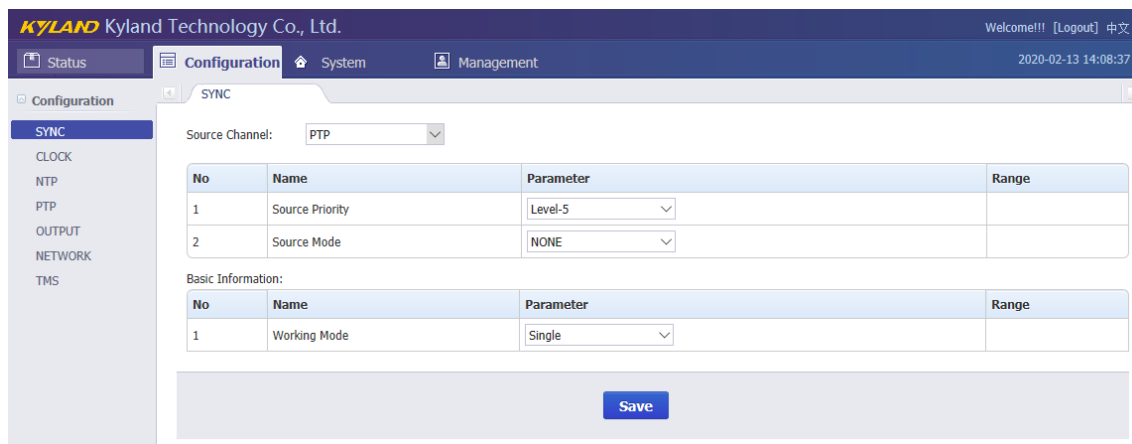 KYLAND Kyland Technology Co., Ltd.
Welcome!!! [Logout] 中文
Status Configuration System Management 2020-02-13 14:08:37
Configuration
SYNC
CLOCK
NTP
PTP
OUTPUT
NETWORK
TMS
SYNC
Source Channel: PTP
No Name Parameter Range
1 Source Priority Level-5
2 Source Mode NONE
Basic Information:
No Name Parameter Range
1 Working Mode Single
Save